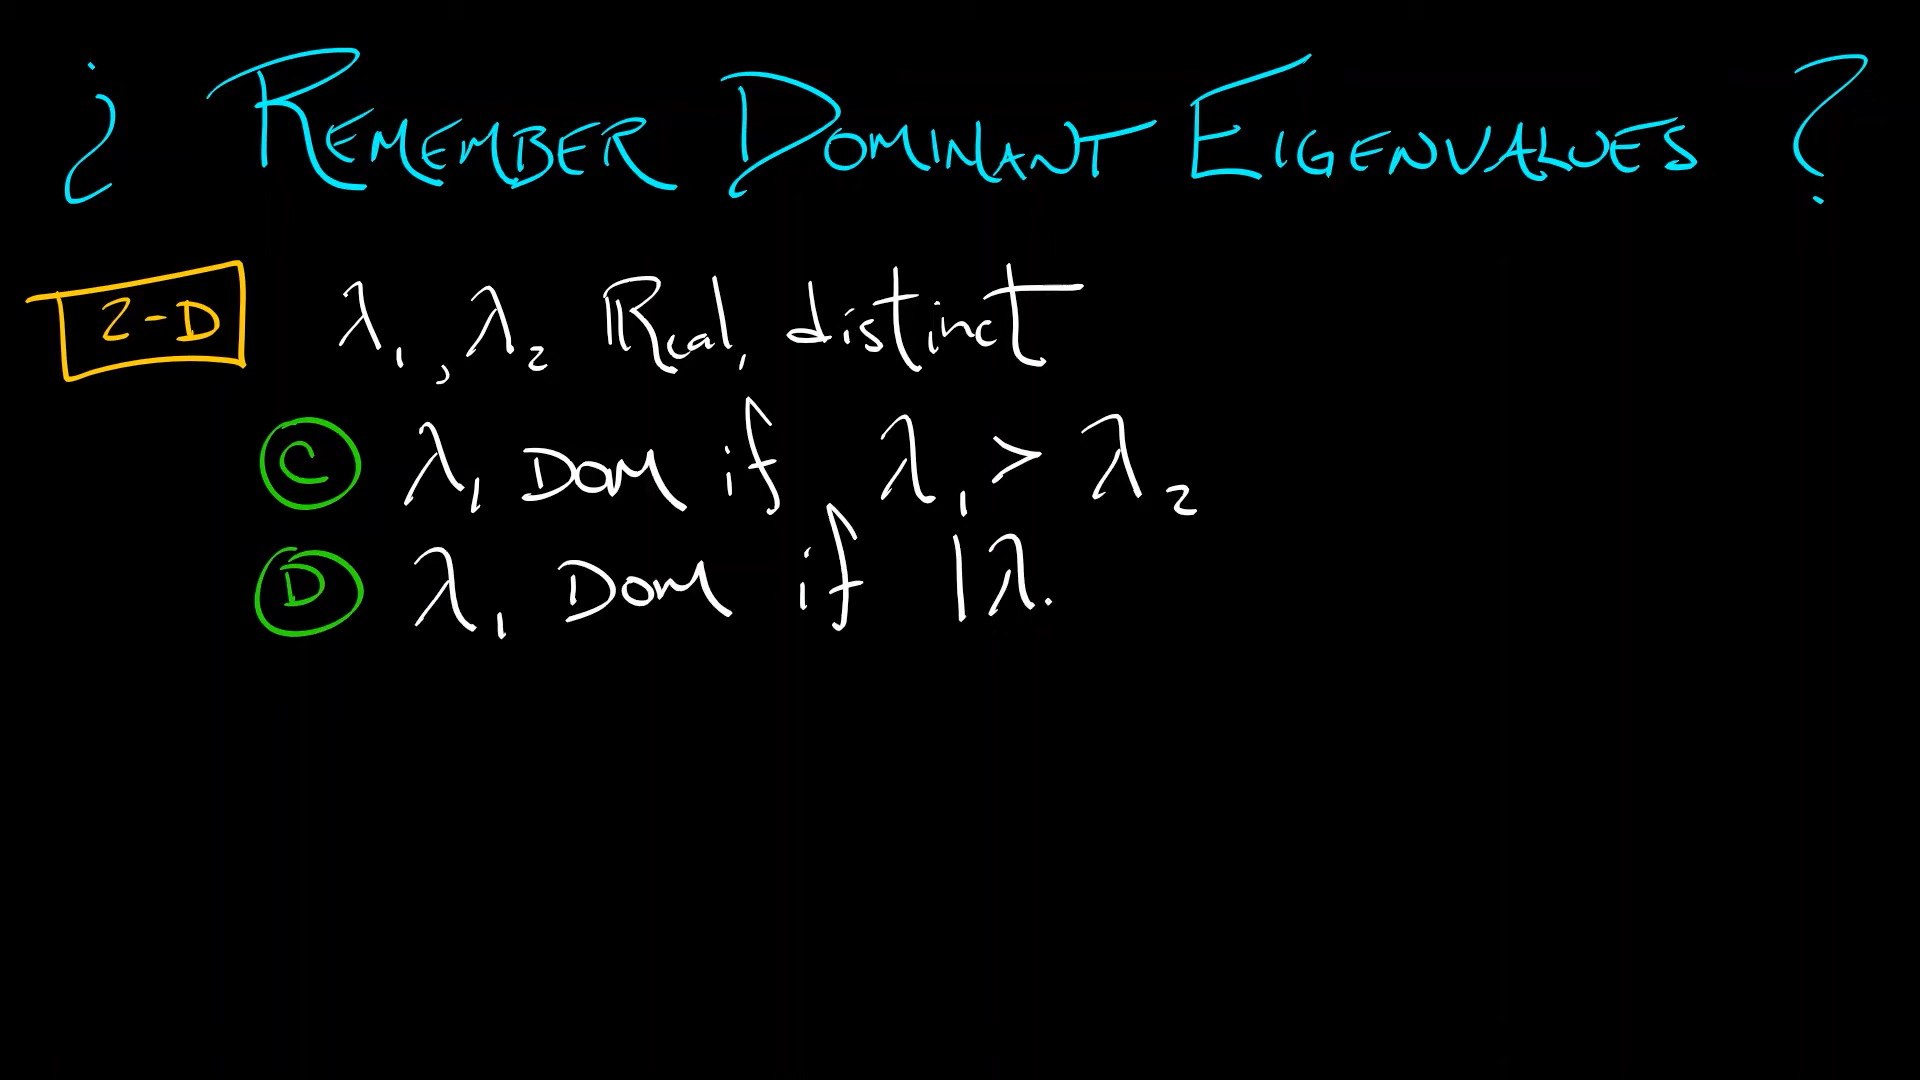 ¿ REMEMBER DOMINANT EIGENVALUES ?
2-D λ₁, λ₂ Real, distinct
C λ₁ DOM if λ₁ > λ₂
D λ₁ DOM if |λ.